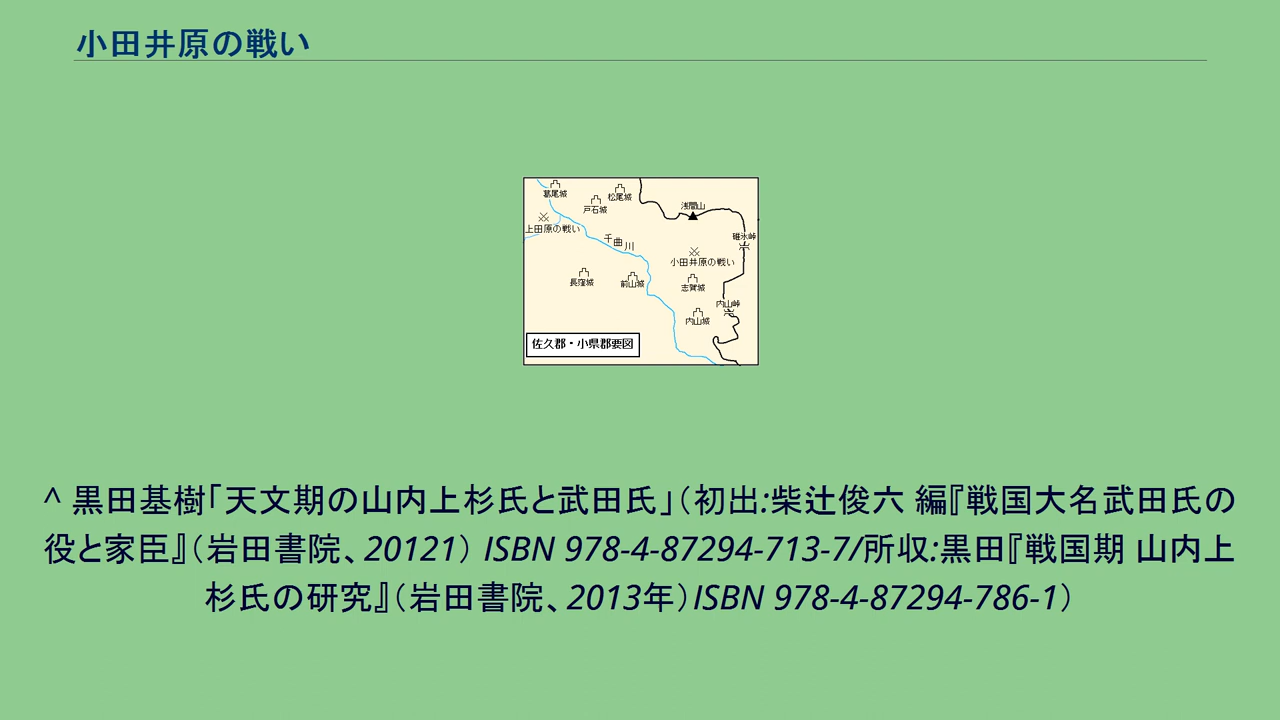 小田井原の戦い
葛尾城
松尾城
戸石城
浅間山
上田原の戦い
千曲川
碓氷峠
小田井原の戦い
長窪城
前山城
志賀城
内山峠
内山城
佐久郡・小県郡要図
^ 黒田基樹「天文期の山内上杉氏と武田氏」（初出:柴辻俊六 編『戦国大名武田氏の
役と家臣』（岩田書院、20121） ISBN 978-4-87294-713-7/所収:黒田『戦国期 山内上
杉氏の研究』（岩田書院、2013年）ISBN 978-4-87294-786-1）